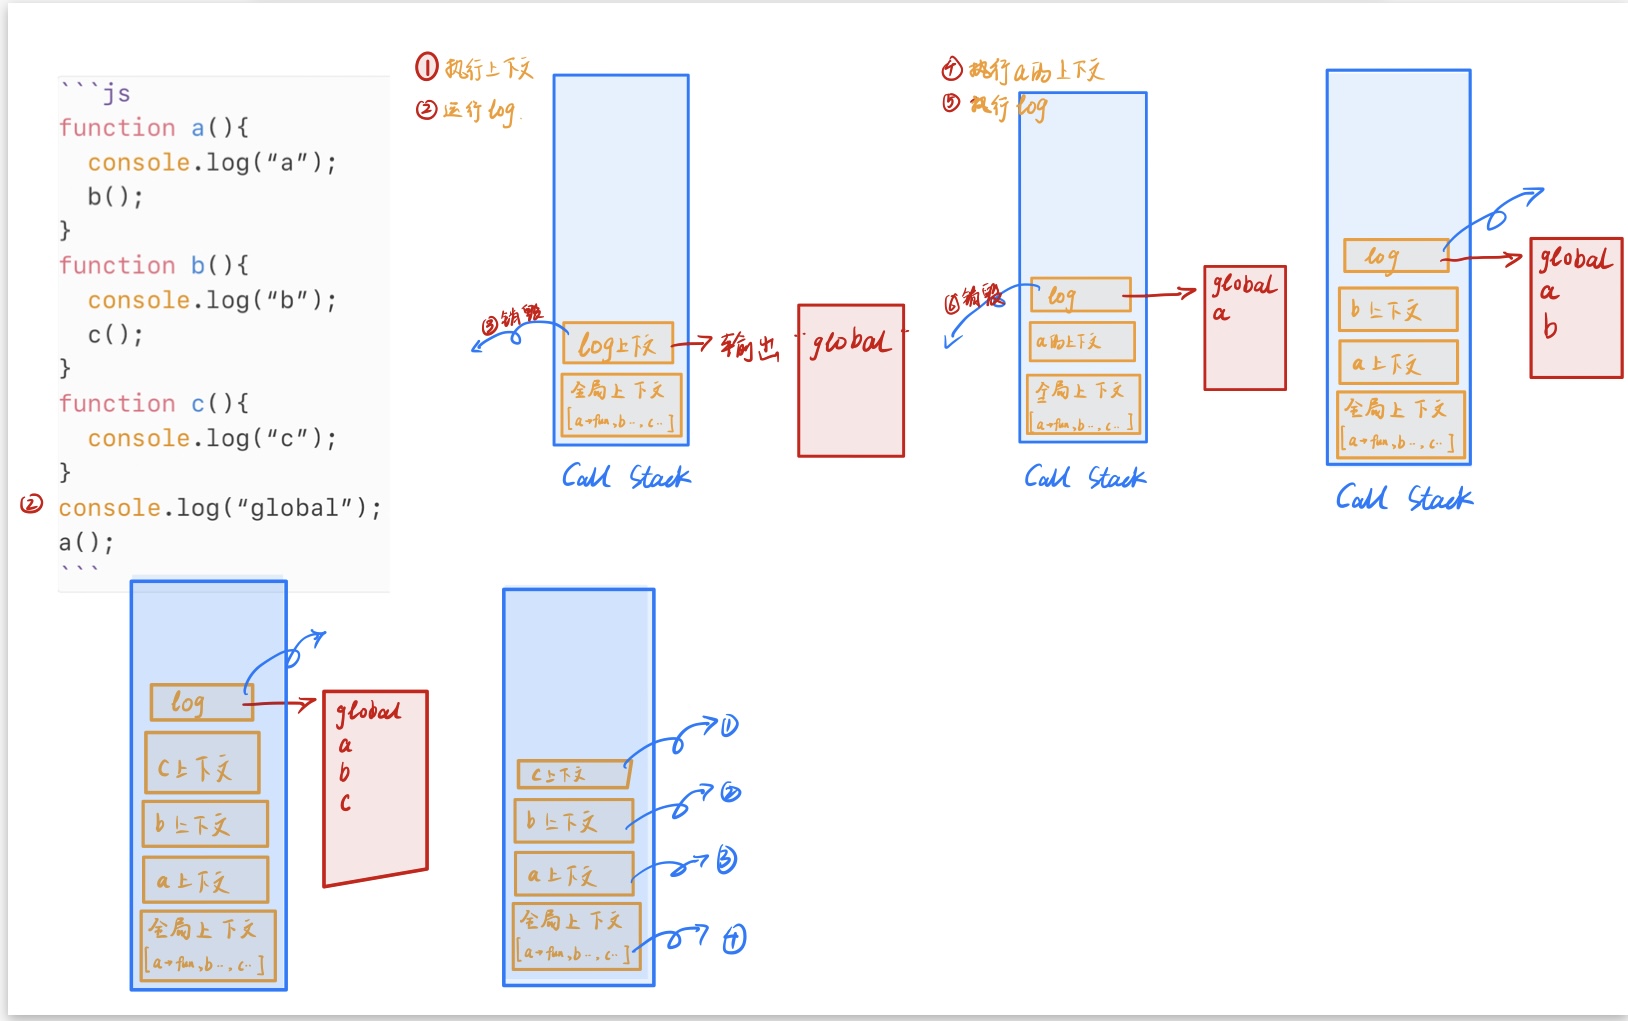 ```js
function a(){
console.log(“a”);
b();
}
function b(){
console.log(“b”);
c();
}
function c(){
console.log(“c”);
}
② console.log(“global”);
a();
```
① 执行上下文
② 运行log.
③销毁
log上下文
输出
global
全局上下文
[a→fun,b‥,c‥]
Call Stack
④ 执行a的上下文
⑤ 执行log
⑥销毁
log
a的上下文
全局上下文
[a→fun,b‥,c‥]
Call Stack
global
a
log
b上下文
a上下文
全局上下文
[a→fun,b‥,c‥]
Call Stack
global
a
b
log
c上下文
b上下文
a上下文
全局上下文
[a→fun,b‥,c‥]
global
a
b
c
c上下文 ①
b上下文 ②
a上下文 ③
全局上下文
[a→fun,b‥,c‥] ④